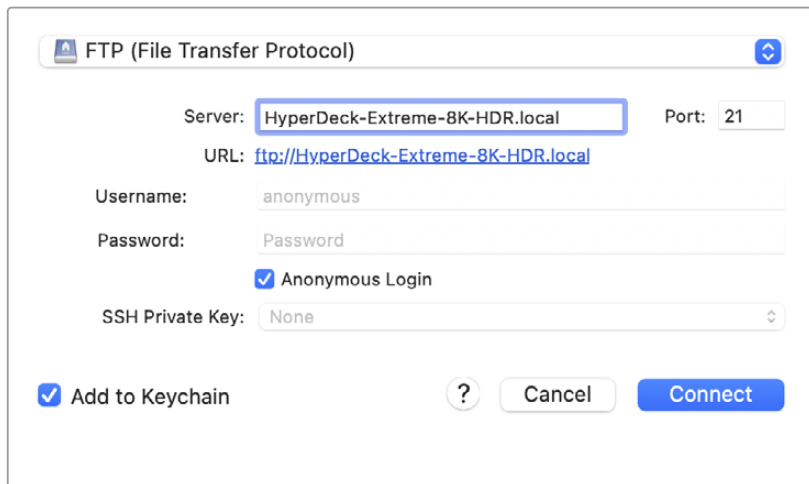 FTP (File Transfer Protocol)
Server: HyperDeck-Extreme-8K-HDR.local Port: 21
URL: ftp://HyperDeck-Extreme-8K-HDR.local
Username: anonymous
Password: Password
Anonymous Login
SSH Private Key: None
Add to Keychain ? Cancel Connect